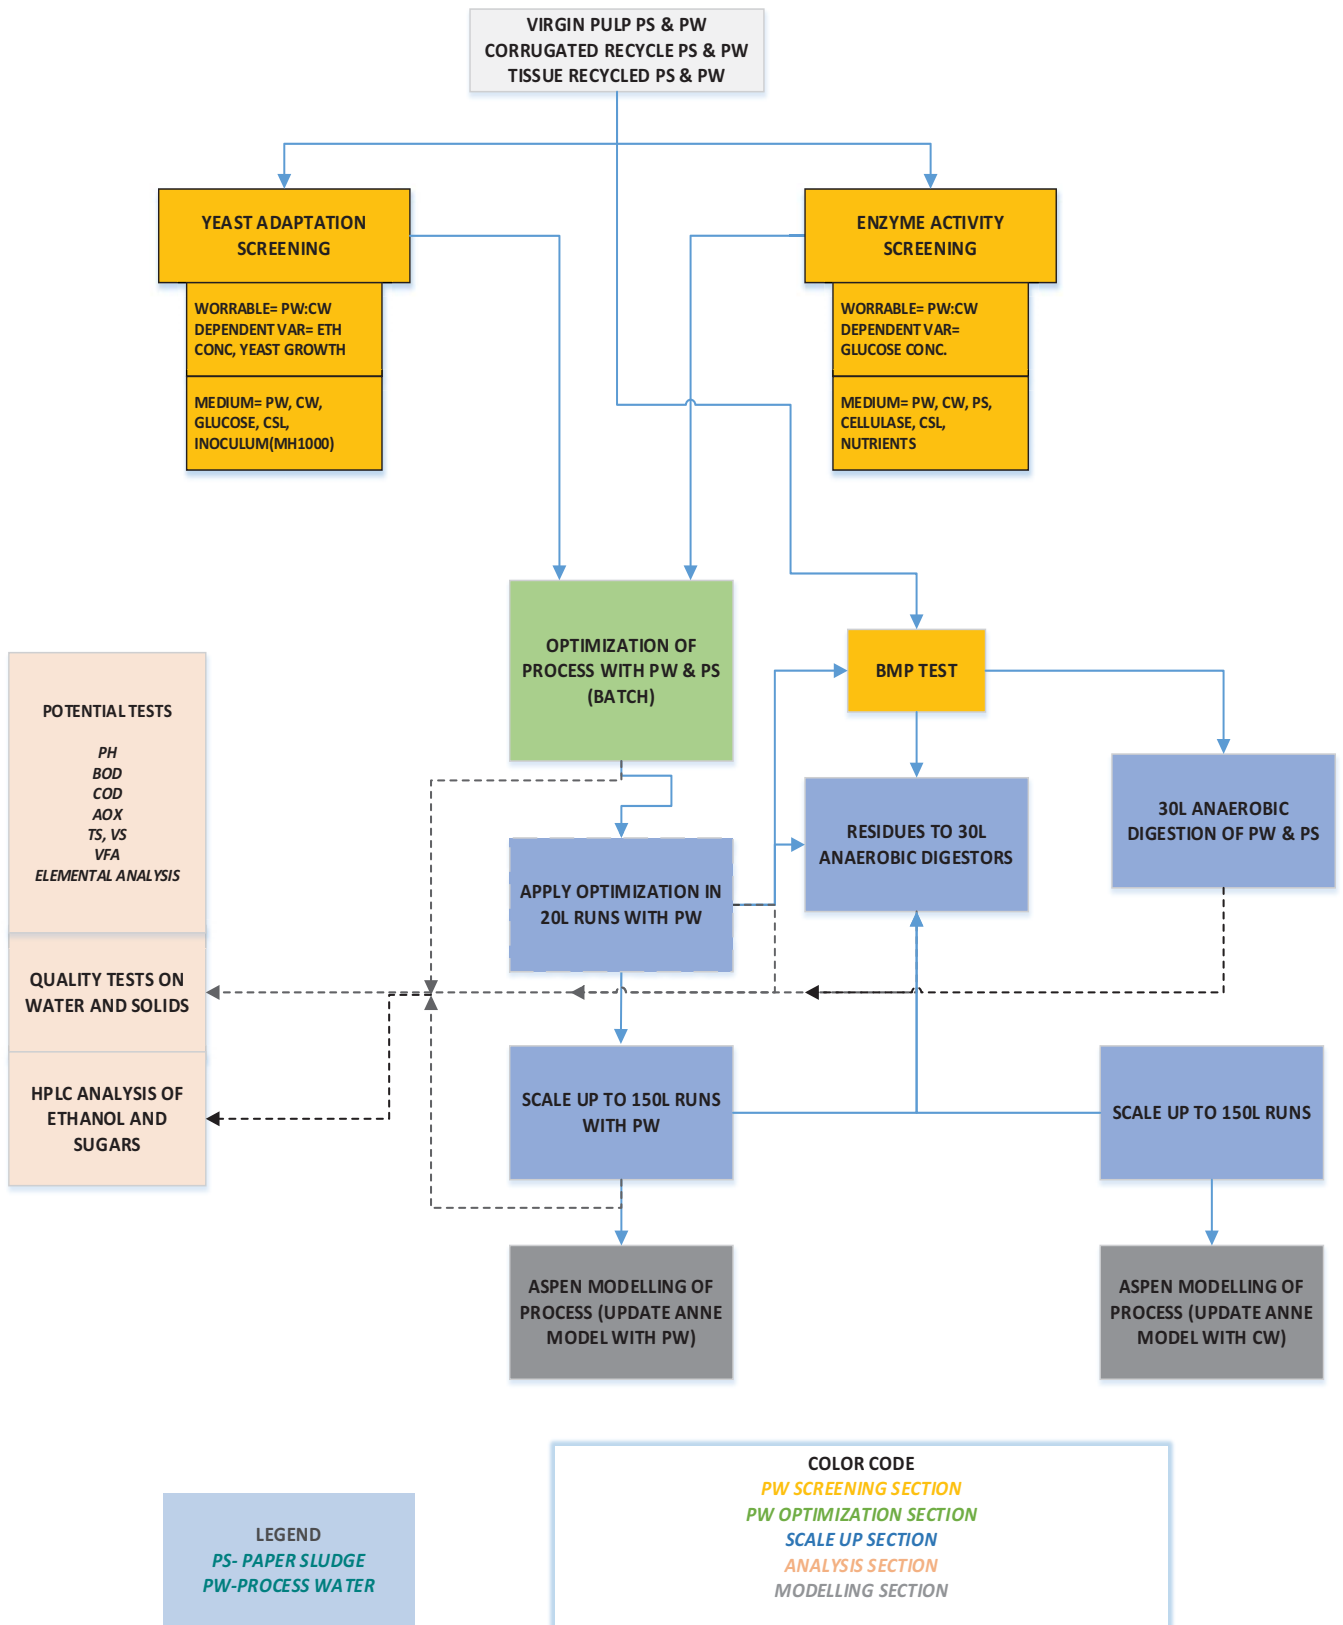 VIRGIN PULP PS & PW
CORRUGATED RECYCLE PS & PW
TISSUE RECYCLED PS & PW
YEAST ADAPTATION
SCREENING
WORRABLE= PW:CW
DEPENDENT VAR= ETH
CONC, YEAST GROWTH
MEDIUM= PW, CW,
GLUCOSE, CSL,
INOCULUM(MH1000)
ENZYME ACTIVITY
SCREENING
WORRABLE= PW:CW
DEPENDENT VAR=
GLUCOSE CONC.
MEDIUM= PW, CW, PS,
CELLULASE, CSL,
NUTRIENTS
OPTIMIZATION OF
PROCESS WITH PW & PS
(BATCH)
BMP TEST
POTENTIAL TESTS
PH
BOD
COD
AOX
TS, VS
VFA
ELEMENTAL ANALYSIS
QUALITY TESTS ON
WATER AND SOLIDS
HPLC ANALYSIS OF
ETHANOL AND
SUGARS
APPLY OPTIMIZATION IN
20L RUNS WITH PW
RESIDUES TO 30L
ANAEROBIC DIGESTORS
30L ANAEROBIC
DIGESTION OF PW & PS
SCALE UP TO 150L RUNS
WITH PW
SCALE UP TO 150L RUNS
ASPEN MODELLING OF
PROCESS (UPDATE ANNE
MODEL WITH PW)
ASPEN MODELLING OF
PROCESS (UPDATE ANNE
MODEL WITH CW)
LEGEND
PS- PAPER SLUDGE
PW-PROCESS WATER
COLOR CODE
PW SCREENING SECTION
PW OPTIMIZATION SECTION
SCALE UP SECTION
ANALYSIS SECTION
MODELLING SECTION